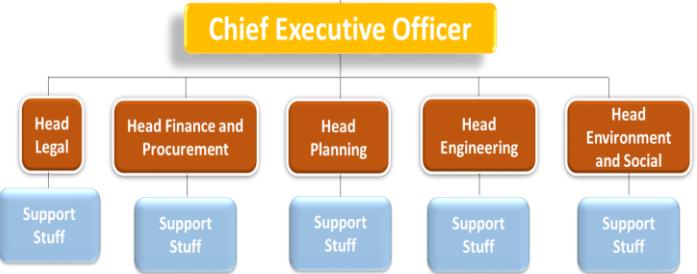 Chief Executive Officer
Head
Legal
Head Finance and
Procurement
Head
Planning
Head
Engineering
Head
Environment
and Social
Support
Stuff
Support
Stuff
Support
Stuff
Support
Stuff
Support
Stuff